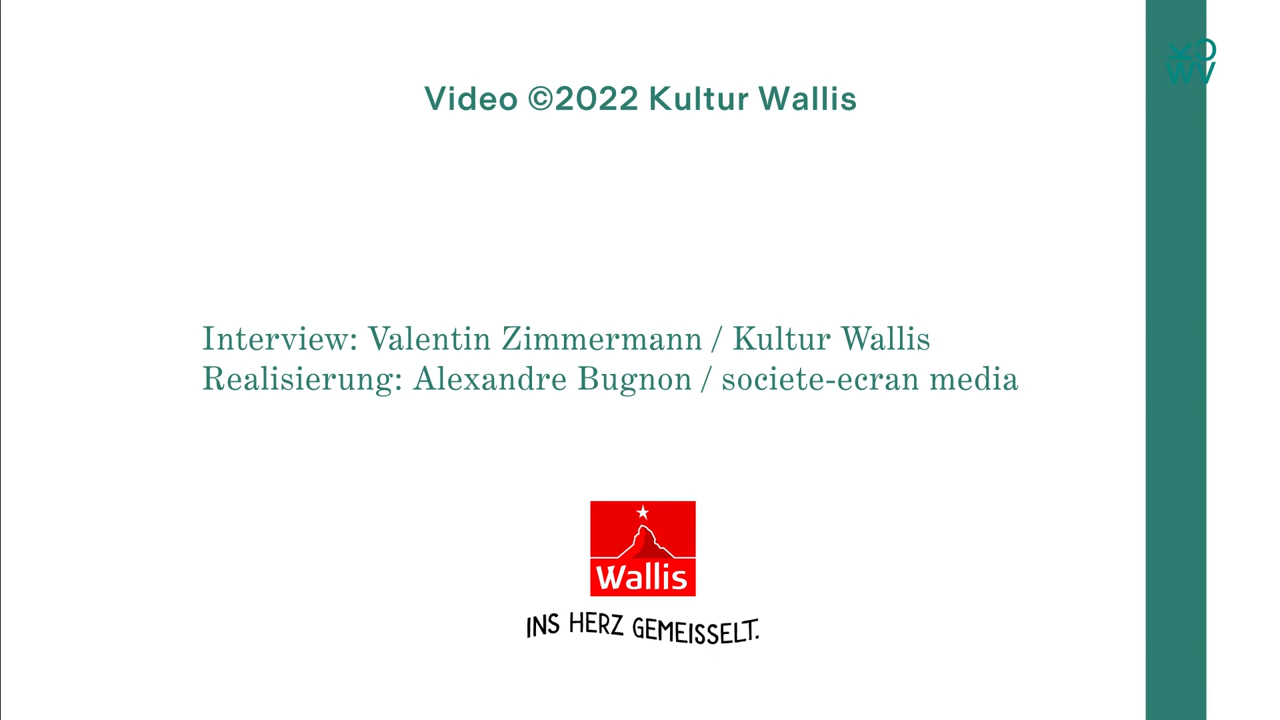 Video ©2022 Kultur Wallis
Interview: Valentin Zimmermann / Kultur Wallis
Realisierung: Alexandre Bugnon / societe-ecran media
Wallis
INS HERZ GEMEISSELT.